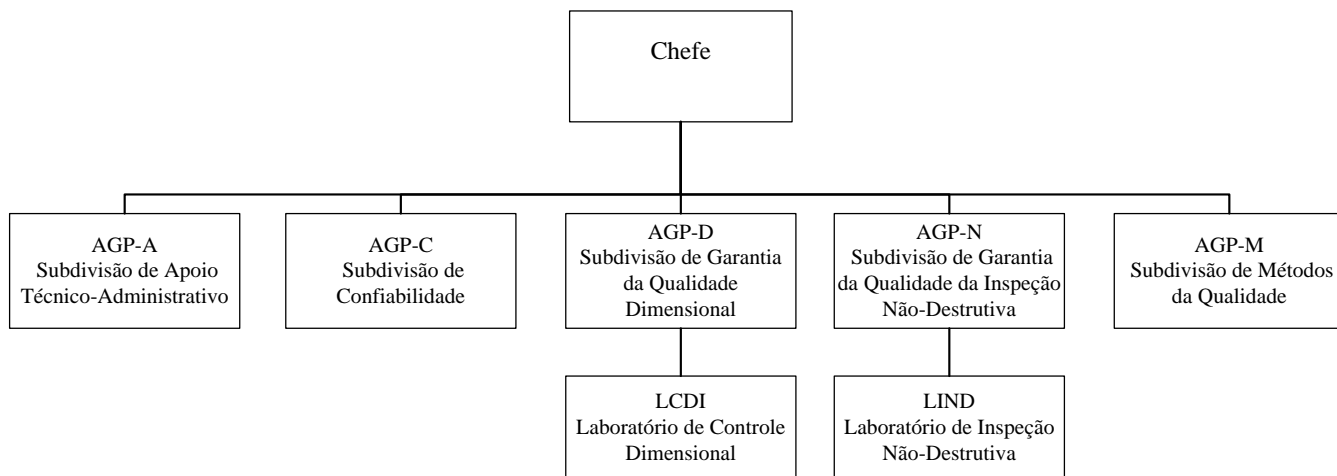 Chefe
AGP-A
Subdivisão de Apoio
Técnico-Administrativo
AGP-C
Subdivisão de
Confiabilidade
AGP-D
Subdivisão de Garantia
da Qualidade
Dimensional
AGP-N
Subdivisão de Garantia
da Qualidade da Inspeção
Não-Destrutiva
AGP-M
Subdivisão de Métodos
da Qualidade
LCDI
Laboratório de Controle
Dimensional
LIND
Laboratório de Inspeção
Não-Destrutiva